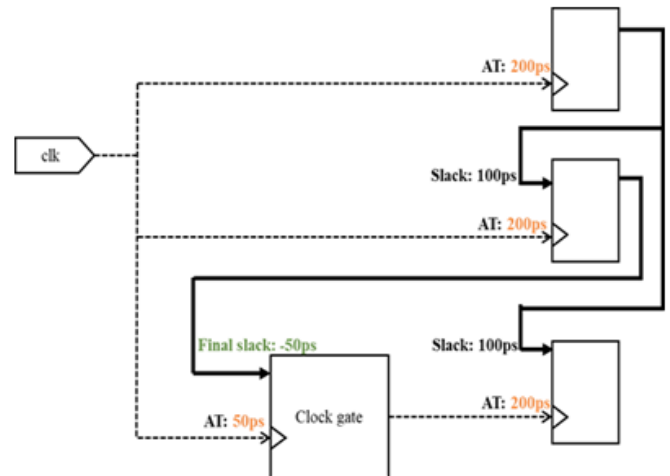 AT: 200ps
clk
Slack: 100ps
AT: 200ps
Final slack: -50ps
Slack: 100ps
AT: 50ps
Clock gate
AT: 200ps